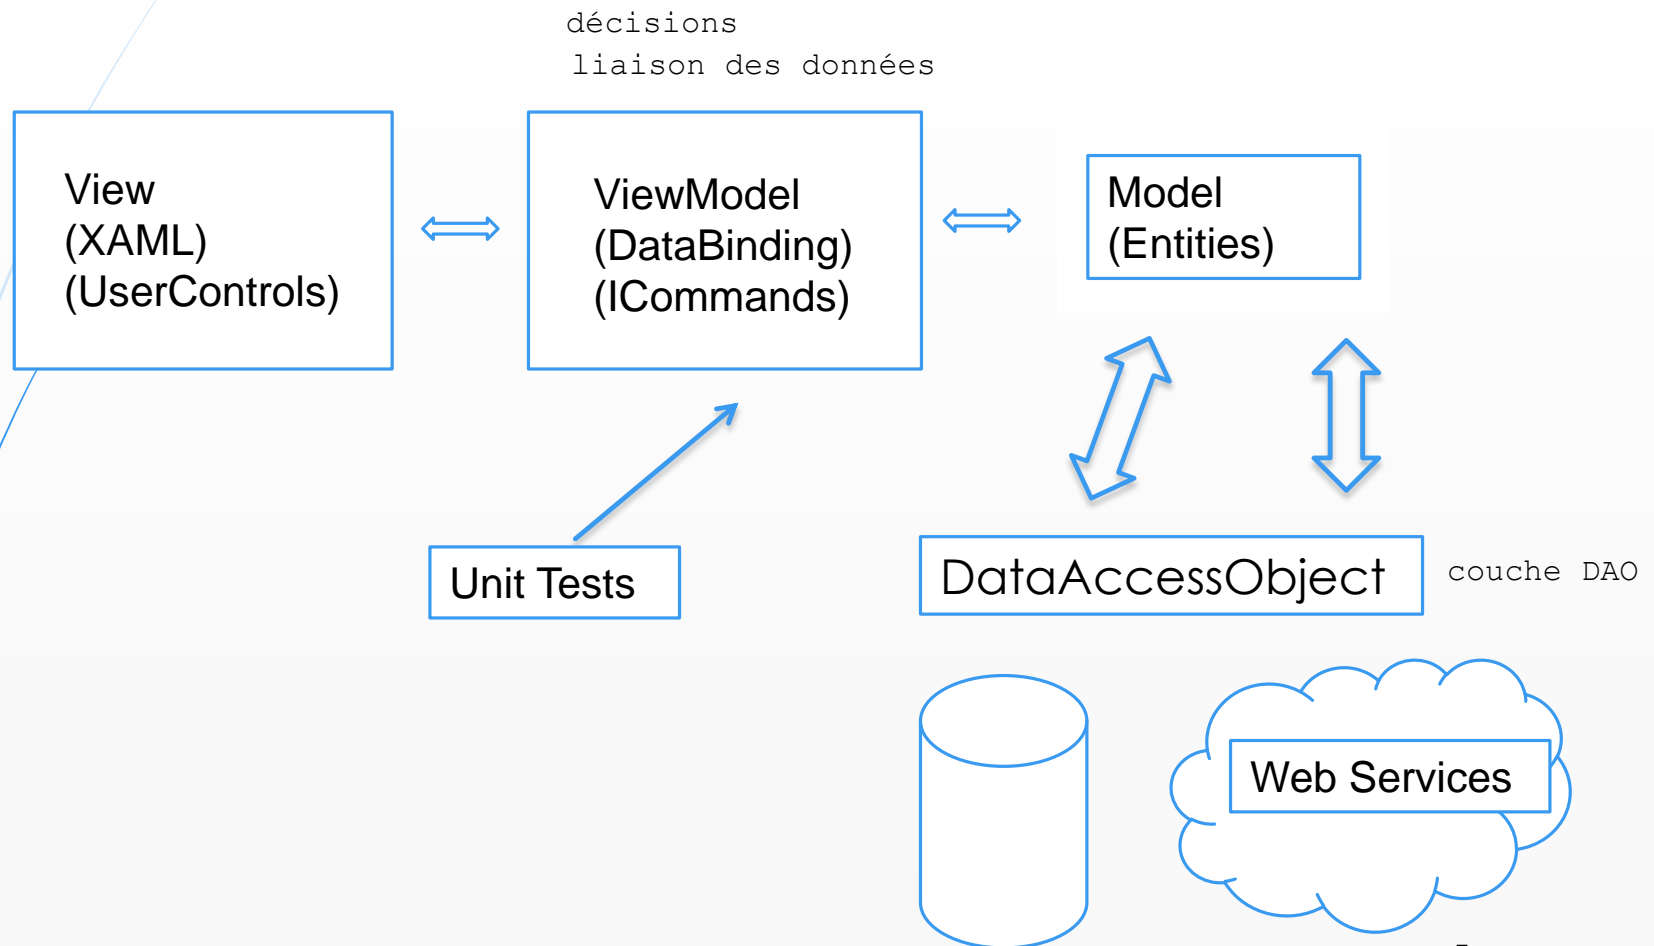 décisions
liaison des données
View
(XAML)
(UserControls)
ViewModel
(DataBinding)
(ICommands)
Model
(Entities)
Unit Tests
DataAccessObject
couche DAO
Web Services